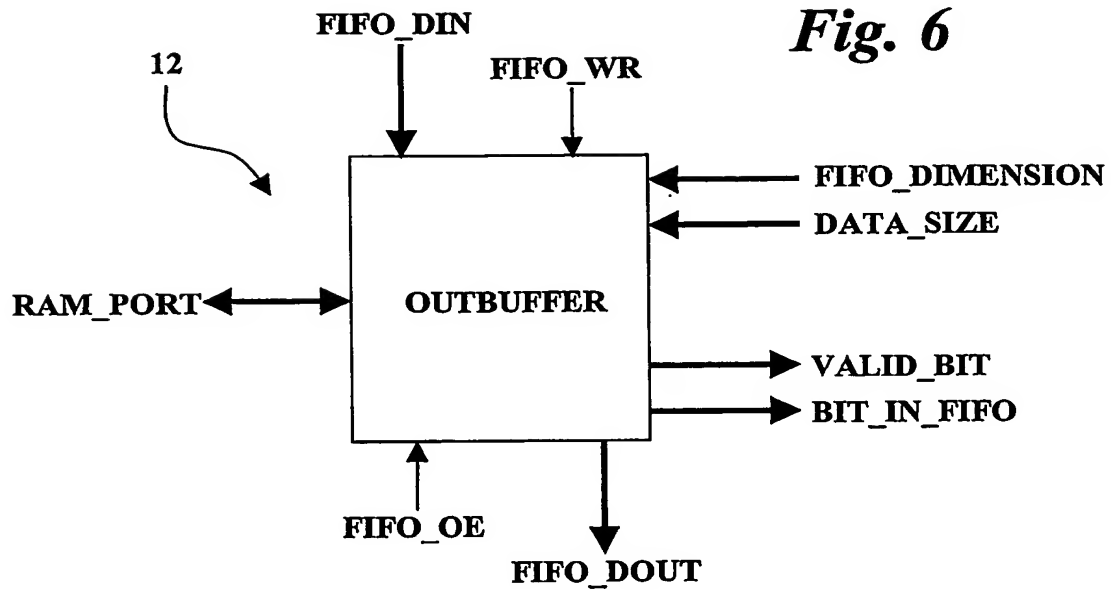 Fig. 6
FIFO_DIN
12
FIFO_WR
FIFO_DIMENSION
DATA_SIZE
RAM_PORT
OUTBUFFER
VALID_BIT
BIT_IN_FIFO
FIFO_OE
FIFO_DOUT